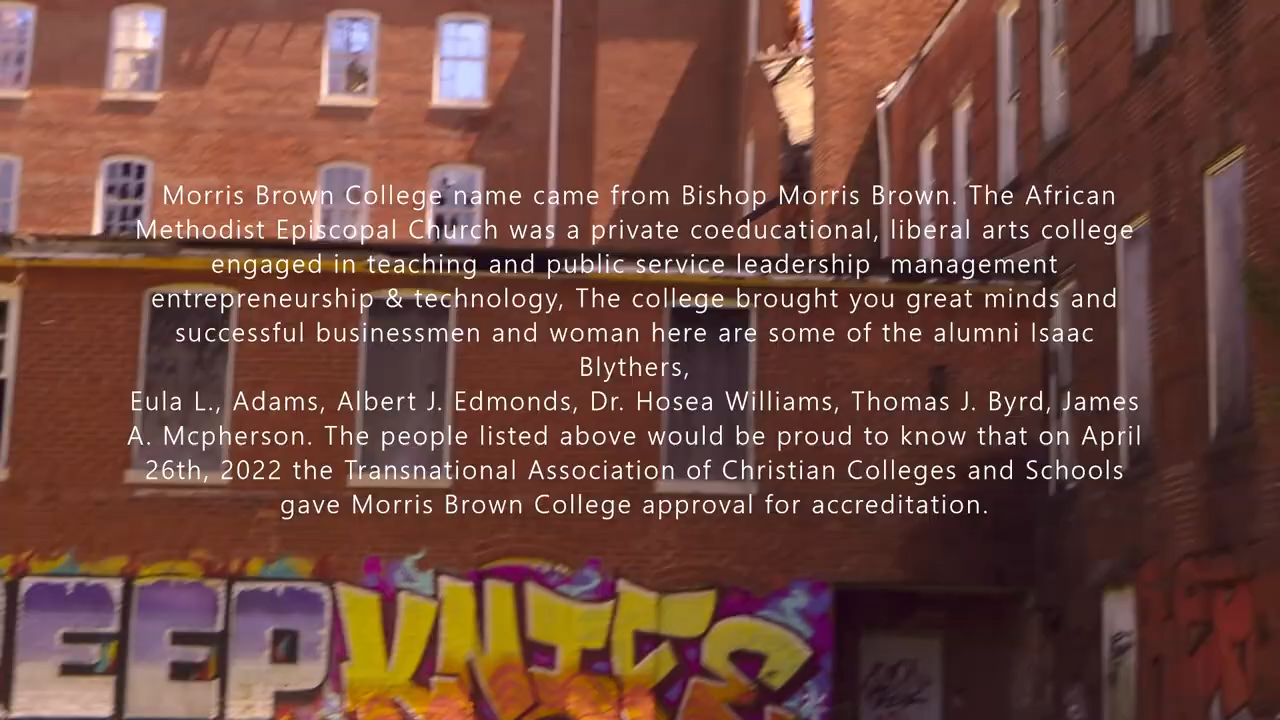 Morris Brown College name came from Bishop Morris Brown. The African
Methodist Episcopal Church was a private coeducational, liberal arts college
engaged in teaching and public service leadership  management
entrepreneurship & technology, The college brought you great minds and
successful businessmen and woman here are some of the alumni Isaac
Blythers,
Eula L., Adams, Albert J. Edmonds, Dr. Hosea Williams, Thomas J. Byrd, James
A. Mcpherson. The people listed above would be proud to know that on April
26th, 2022 the Transnational Association of Christian Colleges and Schools
gave Morris Brown College approval for accreditation.
EEP KNIFE